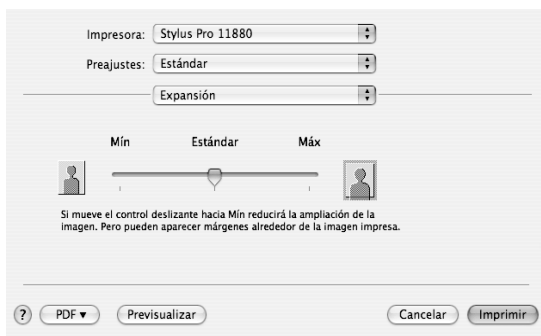 Impresora: Stylus Pro 11880
Preajustes: Estándar
Expansión
Mín Estándar Máx
Si mueve el control deslizante hacia Mín reducirá la ampliación de la
imagen. Pero pueden aparecer márgenes alrededor de la imagen impresa.
? PDF ▼ Previsualizar Cancelar Imprimir